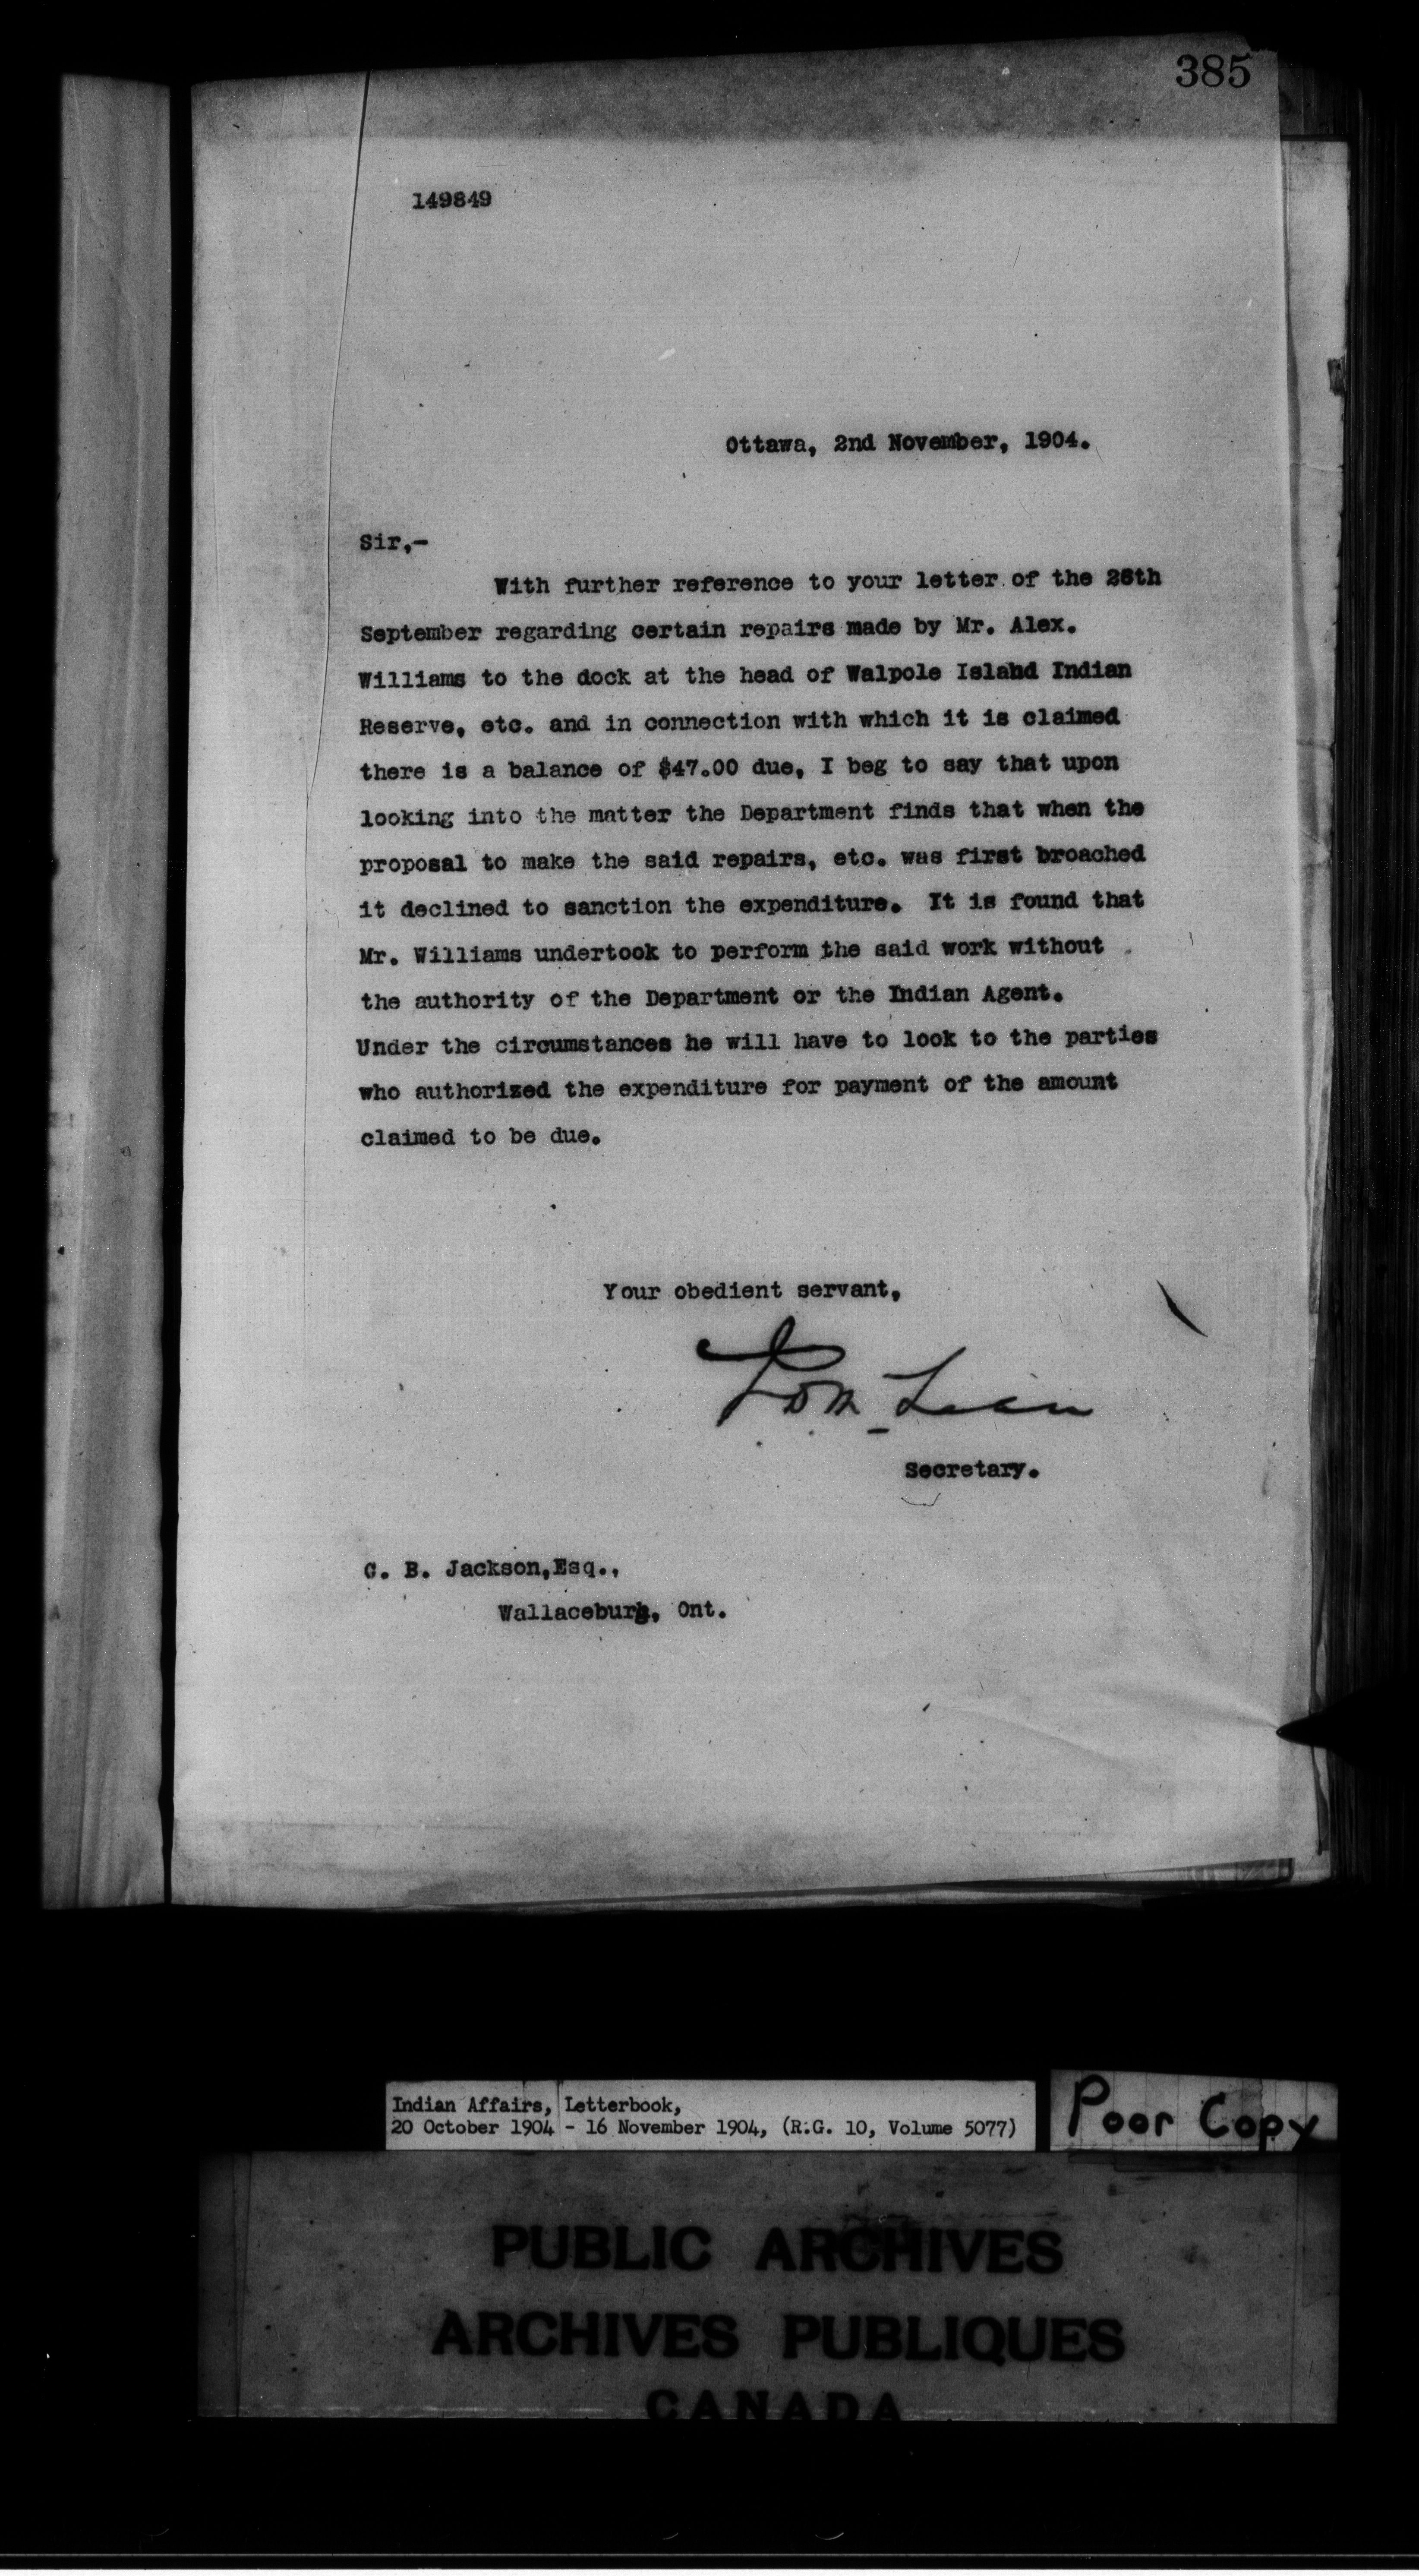 385
149849
Ottawa, 2nd November, 1904.
Sir,-
With further reference to your letter of the 26th
September regarding certain repairs made by Mr. Alex.
Williams to the dock at the head of Walpole Island Indian
Reserve, etc. and in connection with which it is claimed
there is a balance of $47.00 due, I beg to say that upon
looking into the matter the Department finds that when the
proposal to make the said repairs, etc. was first broached
it declined to sanction the expenditure. It is found that
Mr. Williams undertook to perform the said work without
the authority of the Department or the Indian Agent.
Under the circumstances he will have to look to the parties
who authorized the expenditure for payment of the amount
claimed to be due.
Your obedient servant,
Secretary.
C. B. Jackson,Esq.,
Wallaceburg, Ont.
Indian Affairs, Letterbook,
20 October 1904 - 16 November 1904, (R.G. 10, Volume 5077)
Poor Copy
PUBLIC ARCHIVES
ARCHIVES PUBLIQUES
CANADA